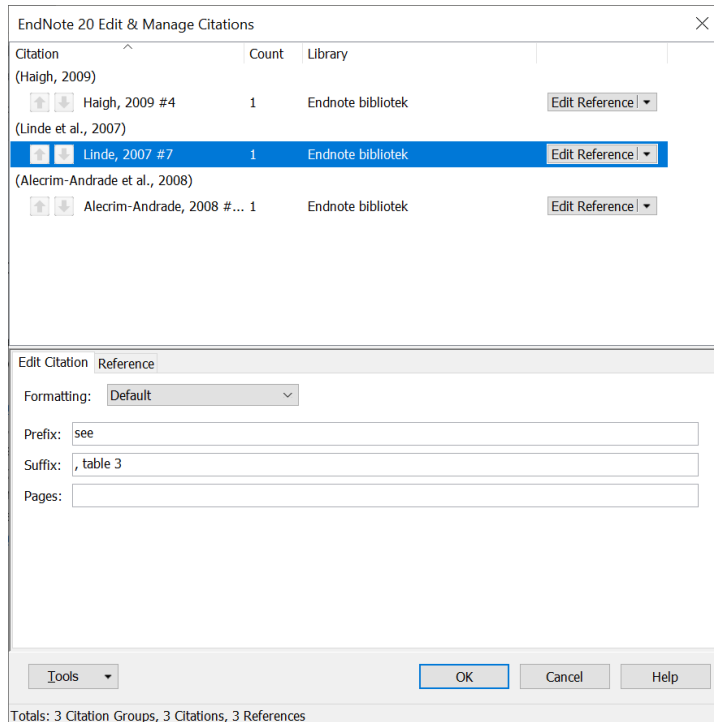 EndNote 20 Edit & Manage Citations
Citation Count Library
(Haigh, 2009)
Haigh, 2009 #4 1 Endnote bibliotek Edit Reference
(Linde et al., 2007)
Linde, 2007 #7 1 Endnote bibliotek Edit Reference
(Alecrim-Andrade et al., 2008)
Alecrim-Andrade, 2008 #... 1 Endnote bibliotek Edit Reference
Edit Citation Reference
Formatting: Default
Prefix: see
Suffix: , table 3
Pages:
Tools OK Cancel Help
Totals: 3 Citation Groups, 3 Citations, 3 References